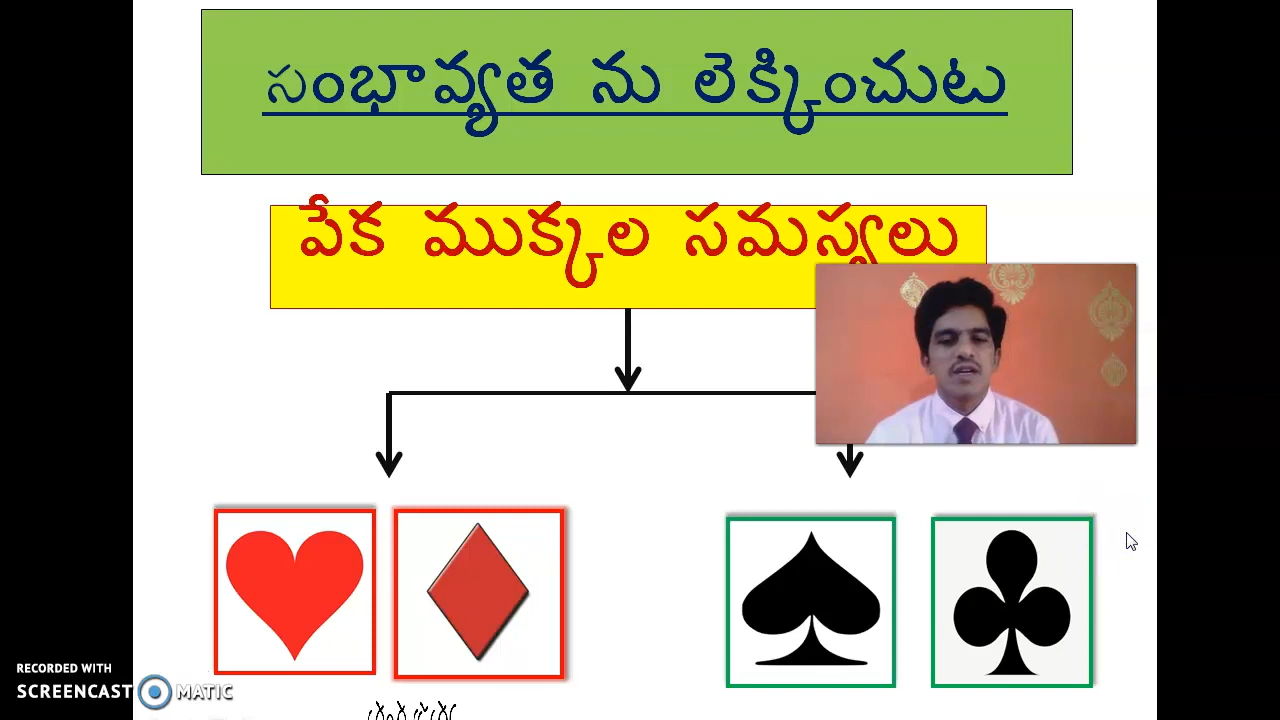 సంభావ్యత ను లెక్కించుట
పేక ముక్కల సమస్యలు
RECORDED WITH
SCREENCAST MATIC